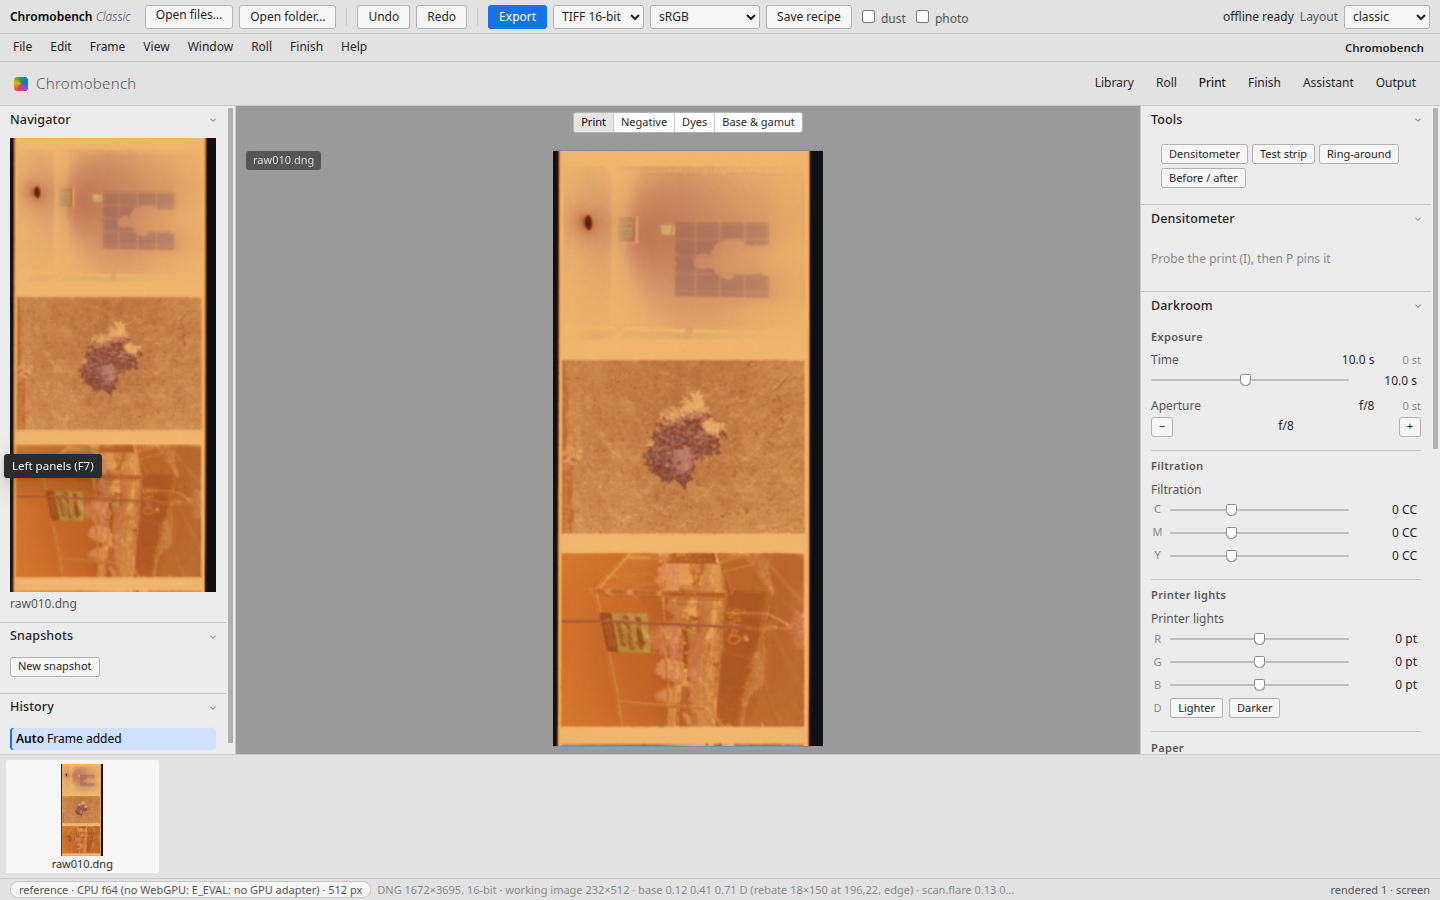 Chromobench Classic Open files... Open folder... Undo Redo Export TIFF 16-bit sRGB Save recipe dust photo offline ready Layout classic
File Edit Frame View Window Roll Finish Help Chromobench
Chromobench Library Roll Print Finish Assistant Output
Navigator
raw010.dng
Left panels (F7)
Snapshots
New snapshot
History
Auto Frame added
Print Negative Dyes Base & gamut
raw010.dng
Tools
Densitometer Test strip Ring-around
Before / after
Densitometer
Probe the print (I), then P pins it
Darkroom
Exposure
Time 10.0 s 0 st
10.0 s
Aperture f/8 0 st
− f/8 +
Filtration
Filtration
C 0 CC
M 0 CC
Y 0 CC
Printer lights
Printer lights
R 0 pt
G 0 pt
B 0 pt
D Lighter Darker
Paper
raw010.dng
reference · CPU f64 (no WebGPU: E_EVAL: no GPU adapter) · 512 px DNG 1672×3695, 16-bit · working image 232×512 · base 0.12 0.41 0.71 D (rebate 18×150 at 196,22, edge) · scan.flare 0.13 0... rendered 1 · screen